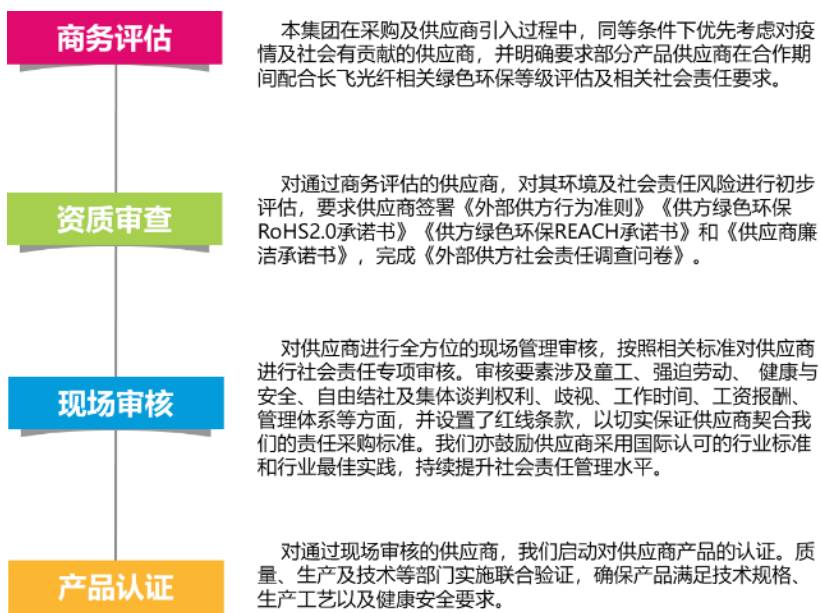 商务评估
本集团在采购及供应商引入过程中，同等条件下优先考虑对疫
情及社会有贡献的供应商，并明确要求部分产品供应商在合作期
间配合长飞光纤相关绿色环保等级评估及相关社会责任要求。
资质审查
对通过商务评估的供应商，对其环境及社会责任风险进行初步
评估，要求供应商签署《外部供方行为准则》《供方绿色环保
RoHS2.0承诺书》《供方绿色环保REACH承诺书》和《供应商廉
洁承诺书》，完成《外部供方社会责任调查问卷》。
现场审核
对供应商进行全方位的现场管理审核，按照相关标准对供应商
进行社会责任专项审核。审核要素涉及童工、强迫劳动、 健康与
安全、自由结社及集体谈判权利、歧视、工作时间、工资报酬、
管理体系等方面，并设置了红线条款，以切实保证供应商契合我
们的责任采购标准。我们亦鼓励供应商采用国际认可的行业标准
和行业最佳实践，持续提升社会责任管理水平。
产品认证
对通过现场审核的供应商，我们启动对供应商产品的认证。质
量、生产及技术等部门实施联合验证，确保产品满足技术规格、
生产工艺以及健康安全要求。